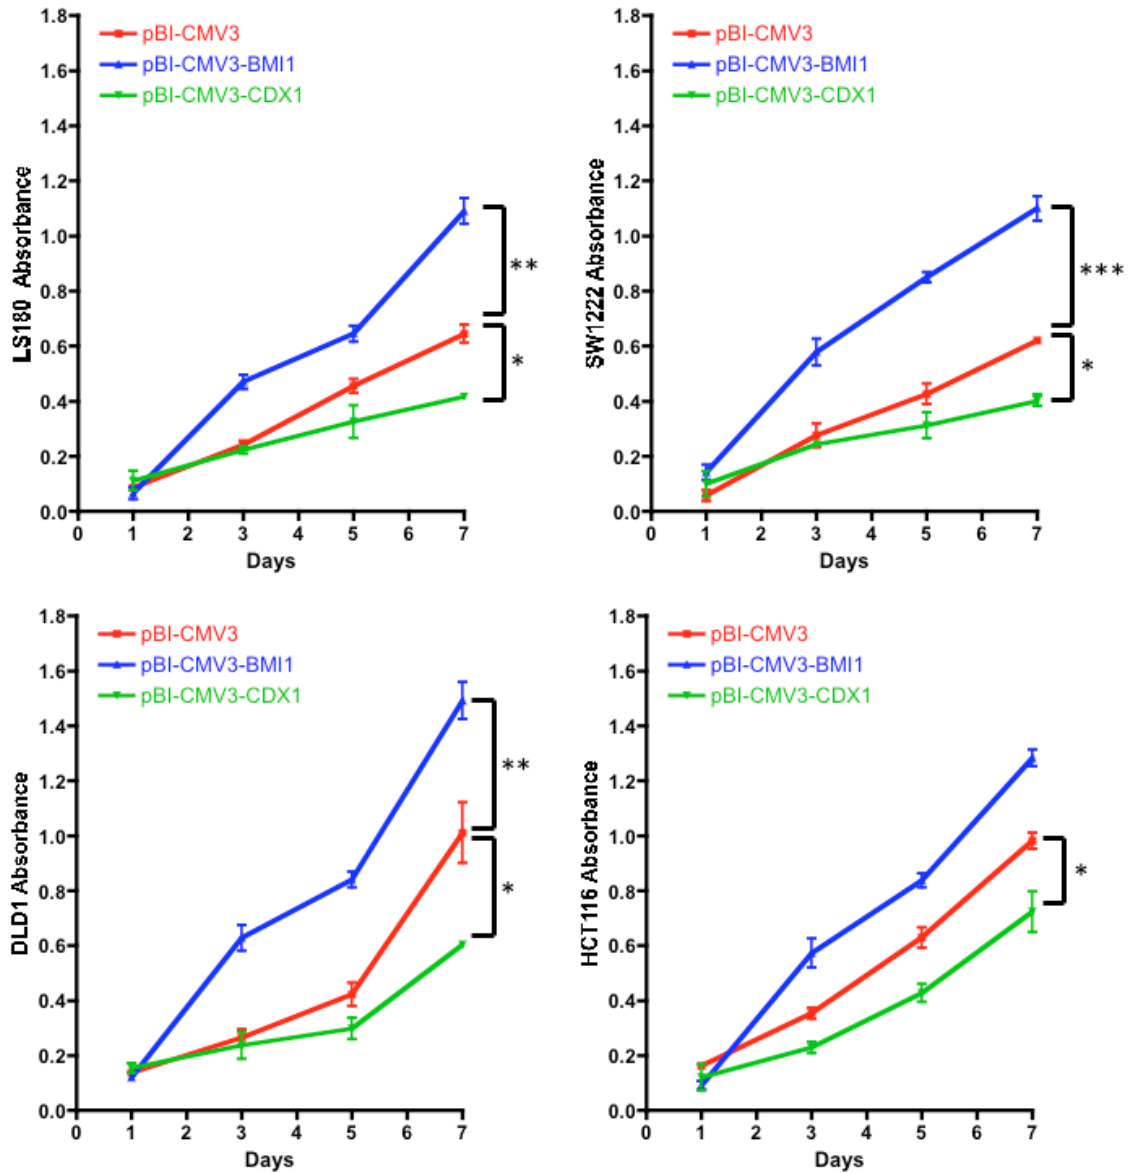 1.8
1.6
1.4
1.2
1.0
0.8
0.6
0.4
0.2
0.0
LS180 Absorbance
pBI-CMV3
pBI-CMV3-BMI1
pBI-CMV3-CDX1
**
*
0 1 2 3 4 5 6 7
Days
1.8
1.6
1.4
1.2
1.0
0.8
0.6
0.4
0.2
0.0
SW1222 Absorbance
pBI-CMV3
pBI-CMV3-BMI1
pBI-CMV3-CDX1
***
*
0 1 2 3 4 5 6 7
Days
1.8
1.6
1.4
1.2
1.0
0.8
0.6
0.4
0.2
0.0
DLD1 Absorbance
pBI-CMV3
pBI-CMV3-BMI1
pBI-CMV3-CDX1
**
*
0 1 2 3 4 5 6 7
Days
1.8
1.6
1.4
1.2
1.0
0.8
0.6
0.4
0.2
0.0
HCT116 Absorbance
pBI-CMV3
pBI-CMV3-BMI1
pBI-CMV3-CDX1
*
0 1 2 3 4 5 6 7
Days